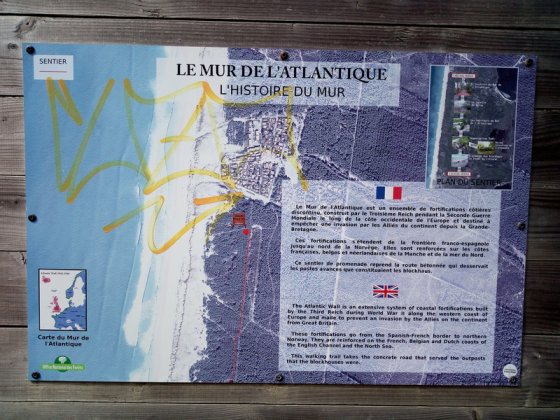 SENTIER
LE MUR DE L'ATLANTIQUE
L'HISTOIRE DU MUR
PLAN DU SENTIER
Le Mur de l'Atlantique est un ensemble de fortifications côtières
discontinu, construit par le Troisième Reich pendant la Seconde Guerre
Mondiale le long de la côte occidentale de l'Europe et destiné à
empêcher une invasion par les Alliés du continent depuis la Grande-
Bretagne.
Ces fortifications s'étendent de la frontière franco-espagnole
jusqu'au nord de la Norvège. Elles sont renforcées sur les côtes
françaises, belges et néerlandaises de la Manche et de la mer du Nord.
Ce sentier de promenade reprend la route bétonnée qui desservait
les postes avancés que constituaient les blockhaus.
The Atlantic Wall is an extensive system of coastal fortifications built
by the Third Reich during World War II along the western coast of
Europe and made to prevent an invasion by the Allies on the continent
from Great Britain.
These fortifications go from the Spanish-French border to northern
Norway. They are reinforced on the French, Belgian and Dutch coasts of
the English Channel and the North Sea.
This walking trail takes the concrete road that served the outposts
that the blockhouses were.
Carte du Mur de
l'Atlantique
Office National des Forêts